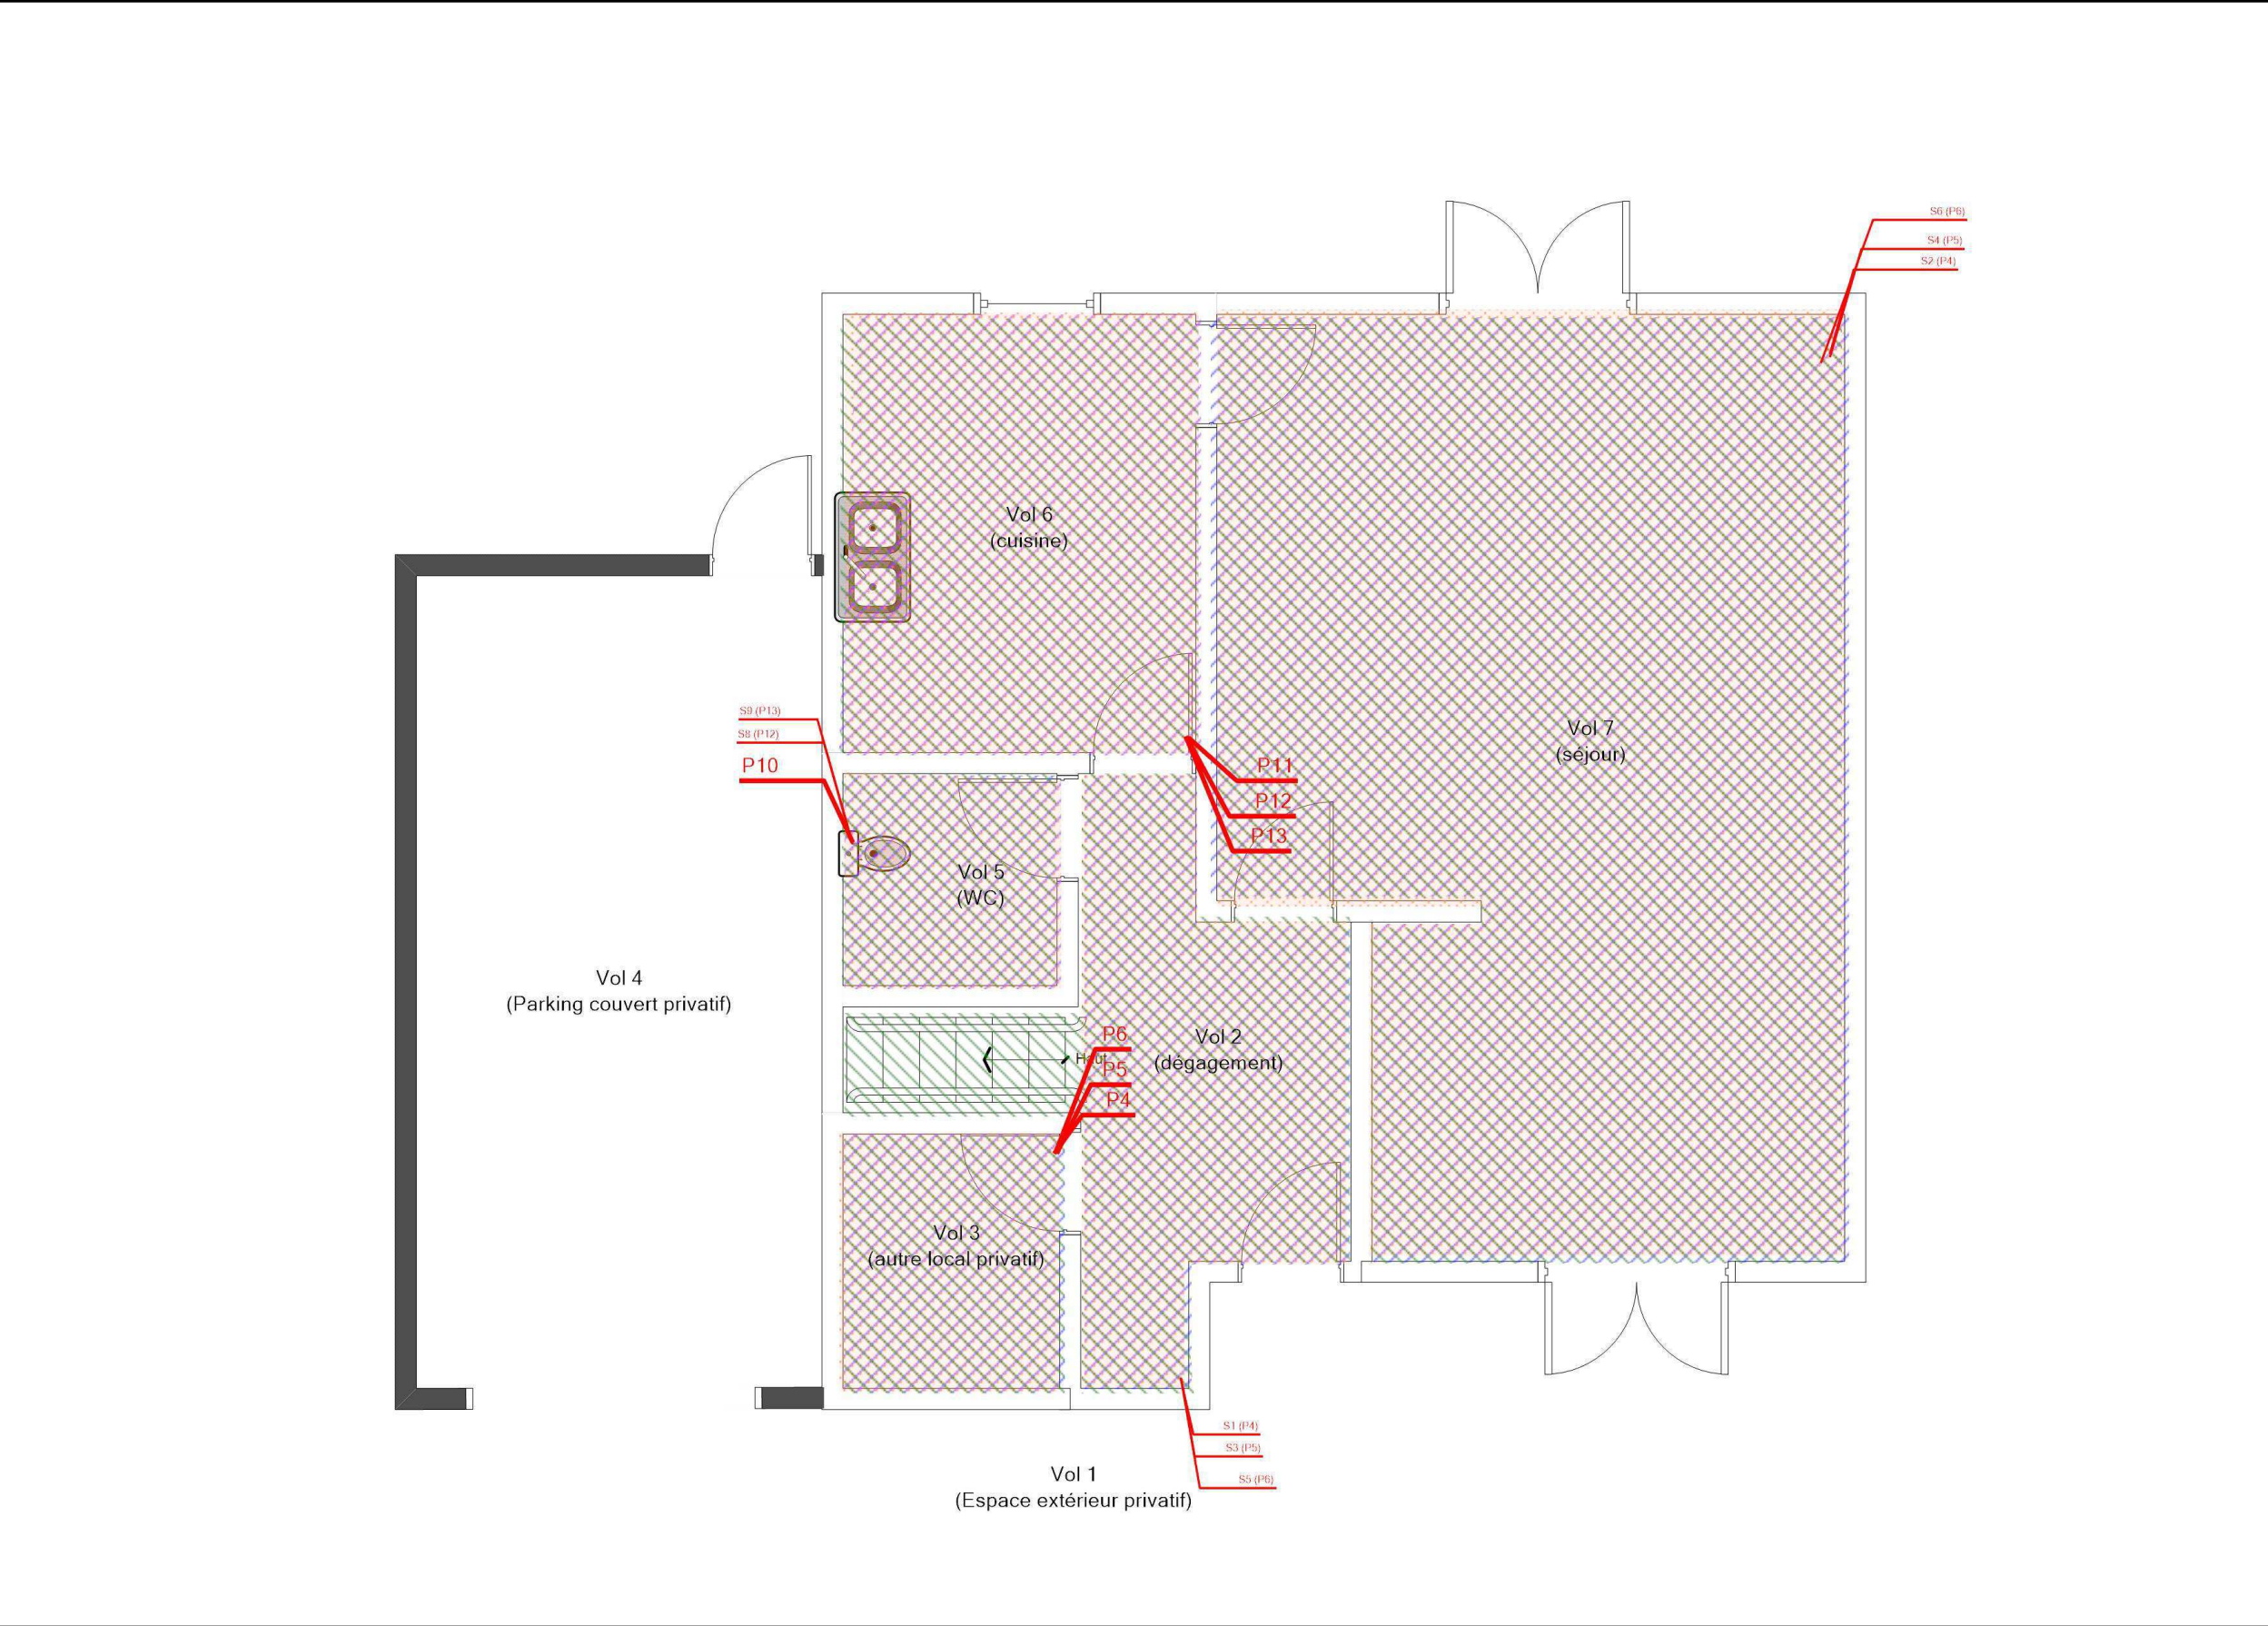 S6 (P6)
S4 (P5)
S2 (P4)
Vol 6
(cuisine)
S9 (P13)
S8 (P12)
P10
P11
P12
P13
Vol 7
(séjour)
Vol 5
(WC)
Vol 4
(Parking couvert privatif)
P6
P5
P4
Haut
Vol 2
(dégagement)
Vol 3
(autre local privatif)
S1 (P4)
S3 (P5)
S5 (P6)
Vol 1
(Espace extérieur privatif)